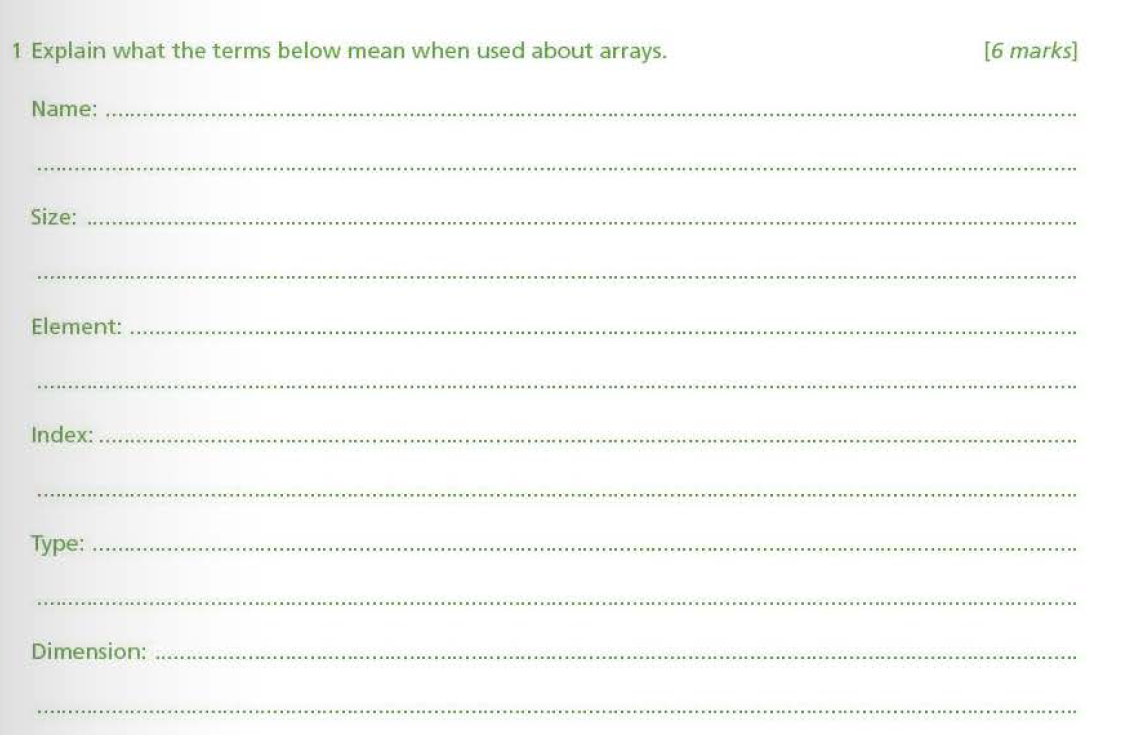 1 Explain what the terms below mean when used about arrays. [6 marks]
Name:
Size:
Element:
Index:
Type:
Dimension: